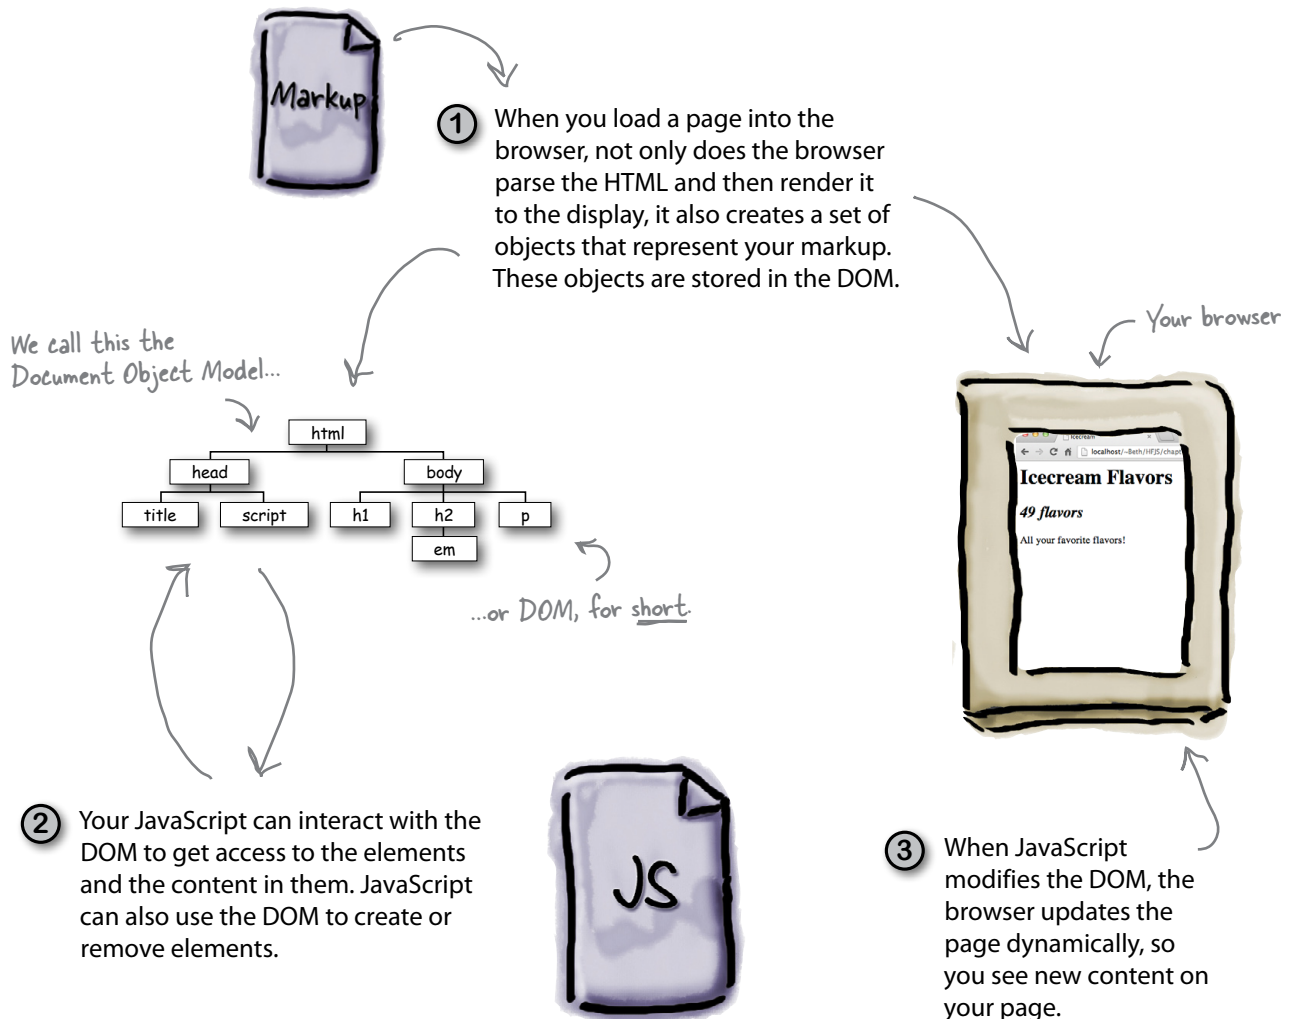 Markup
1
When you load a page into the
browser, not only does the browser
parse the HTML and then render it
to the display, it also creates a set of
objects that represent your markup.
These objects are stored in the DOM.
We call this the
Document Object Model...
html
head
body
title
script
h1
h2
p
em
...or DOM, for short.
Your browser
Icecream
localhost/~Beth/HFJS/chapt
Icecream Flavors
49 flavors
All your favorite flavors!
2
Your JavaScript can interact with the
DOM to get access to the elements
and the content in them. JavaScript
can also use the DOM to create or
remove elements.
JS
3
When JavaScript
modifies the DOM, the
browser updates the
page dynamically, so
you see new content on
your page.